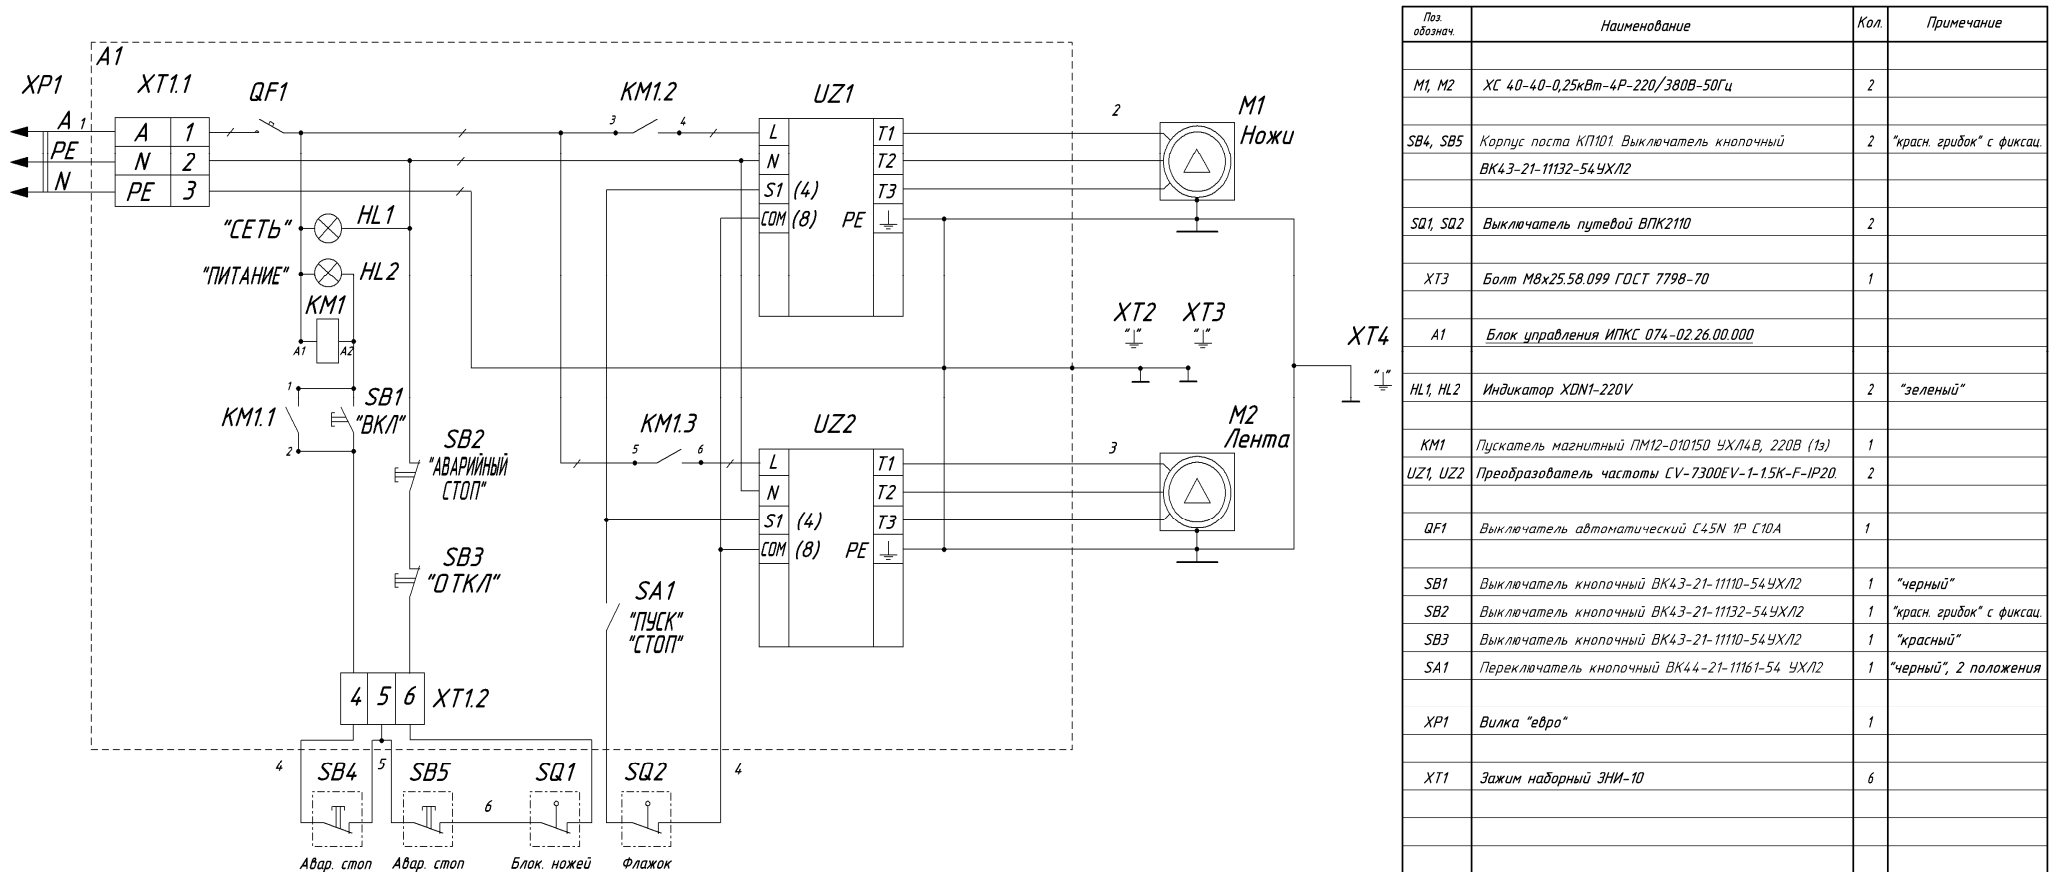 A1
XP1
XT1.1
QF1
KM1.2
UZ1
M1
Ножи
A 1
PE
N
A 1
N 2
PE 3
3 4
L
N
S1 (4)
COM (8)
T1
T2
T3
PE
2
"СЕТЬ"
HL1
"ПИТАНИЕ"
HL2
KM1
A1 A2
1
2
KM1.1
SB1
"ВКЛ"
SB2
"АВАРИЙНЫЙ
СТОП"
SB3
"ОТКЛ"
XT2
XT3
XT4
KM1.3
5 6
UZ2
L
N
S1 (4)
COM (8)
T1
T2
T3
PE
3
M2
Лента
SA1
"ПУСК"
"СТОП"
4 5 6
XT1.2
4
5
6
4
SB4
SB5
SQ1
SQ2
Авар. стоп
Авар. стоп
Блок. ножей
Флажок
Поз. обознач. Наименование Кол. Примечание
M1, M2 ХС 40-40-0,25кВт-4Р-220/380В-50Гц 2
SB4, SB5 Корпус поста КП101. Выключатель кнопочный 2 "красн. грибок" с фиксац.
ВК43-21-11132-54УХЛ2
SQ1, SQ2 Выключатель путевой ВПК2110 2
XT3 Болт М8х25.58.099 ГОСТ 7798-70 1
A1 Блок управления ИПКС 074-02.26.00.000
HL1, HL2 Индикатор XDN1-220V 2 "зеленый"
KM1 Пускатель магнитный ПМ12-010150 УХЛ4В, 220В (1з) 1
UZ1, UZ2 Преобразователь частоты CV-7300EV-1-1.5K-F-IP20. 2
QF1 Выключатель автоматический C45N 1P C10A 1
SB1 Выключатель кнопочный ВК43-21-11110-54УХЛ2 1 "черный"
SB2 Выключатель кнопочный ВК43-21-11132-54УХЛ2 1 "красн. грибок" с фиксац.
SB3 Выключатель кнопочный ВК43-21-11110-54УХЛ2 1 "красный"
SA1 Переключатель кнопочный ВК44-21-11161-54 УХЛ2 1 "черный", 2 положения
XP1 Вилка "евро" 1
XT1 Зажим наборный ЗНИ-10 6